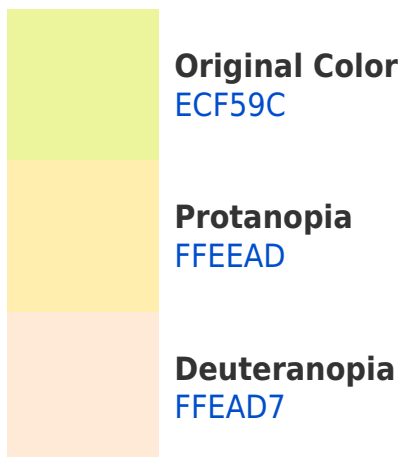 Original Color
ECF59C
Protanopia
FFEEAD
Deuteranopia
FFEAD7